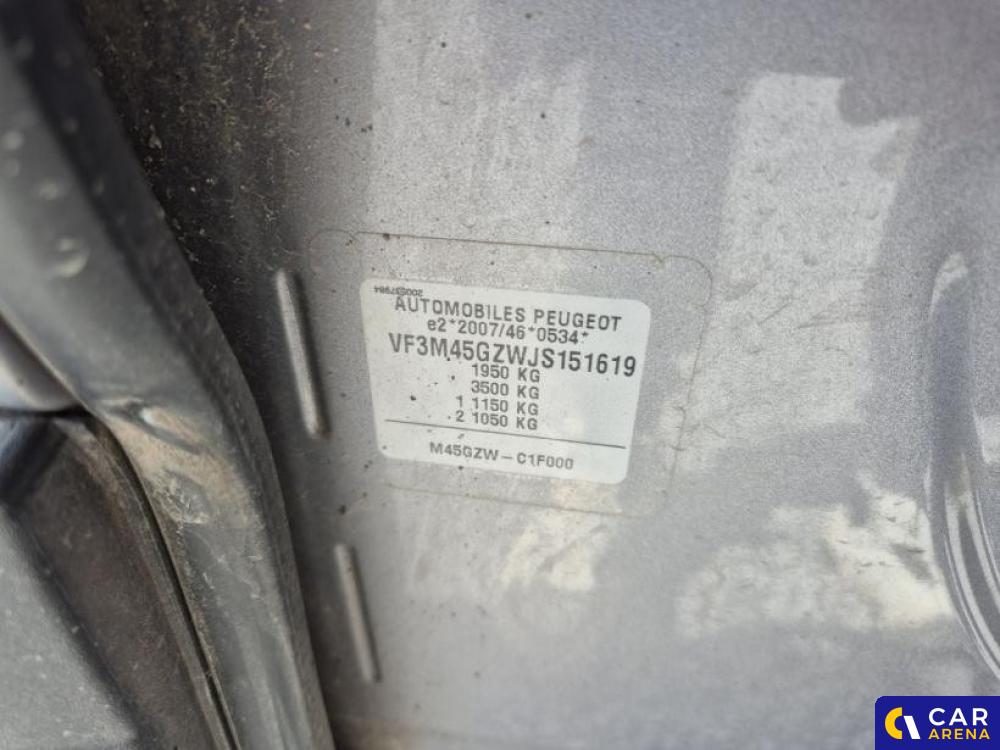 AUTOMOBILES PEUGEOT
e2*2007/46*0534*
VF3M45GZWJS151619
1950 KG
3500 KG
1 1150 KG
2 1050 KG
M45GZW-C1F000
CAR
ARENA